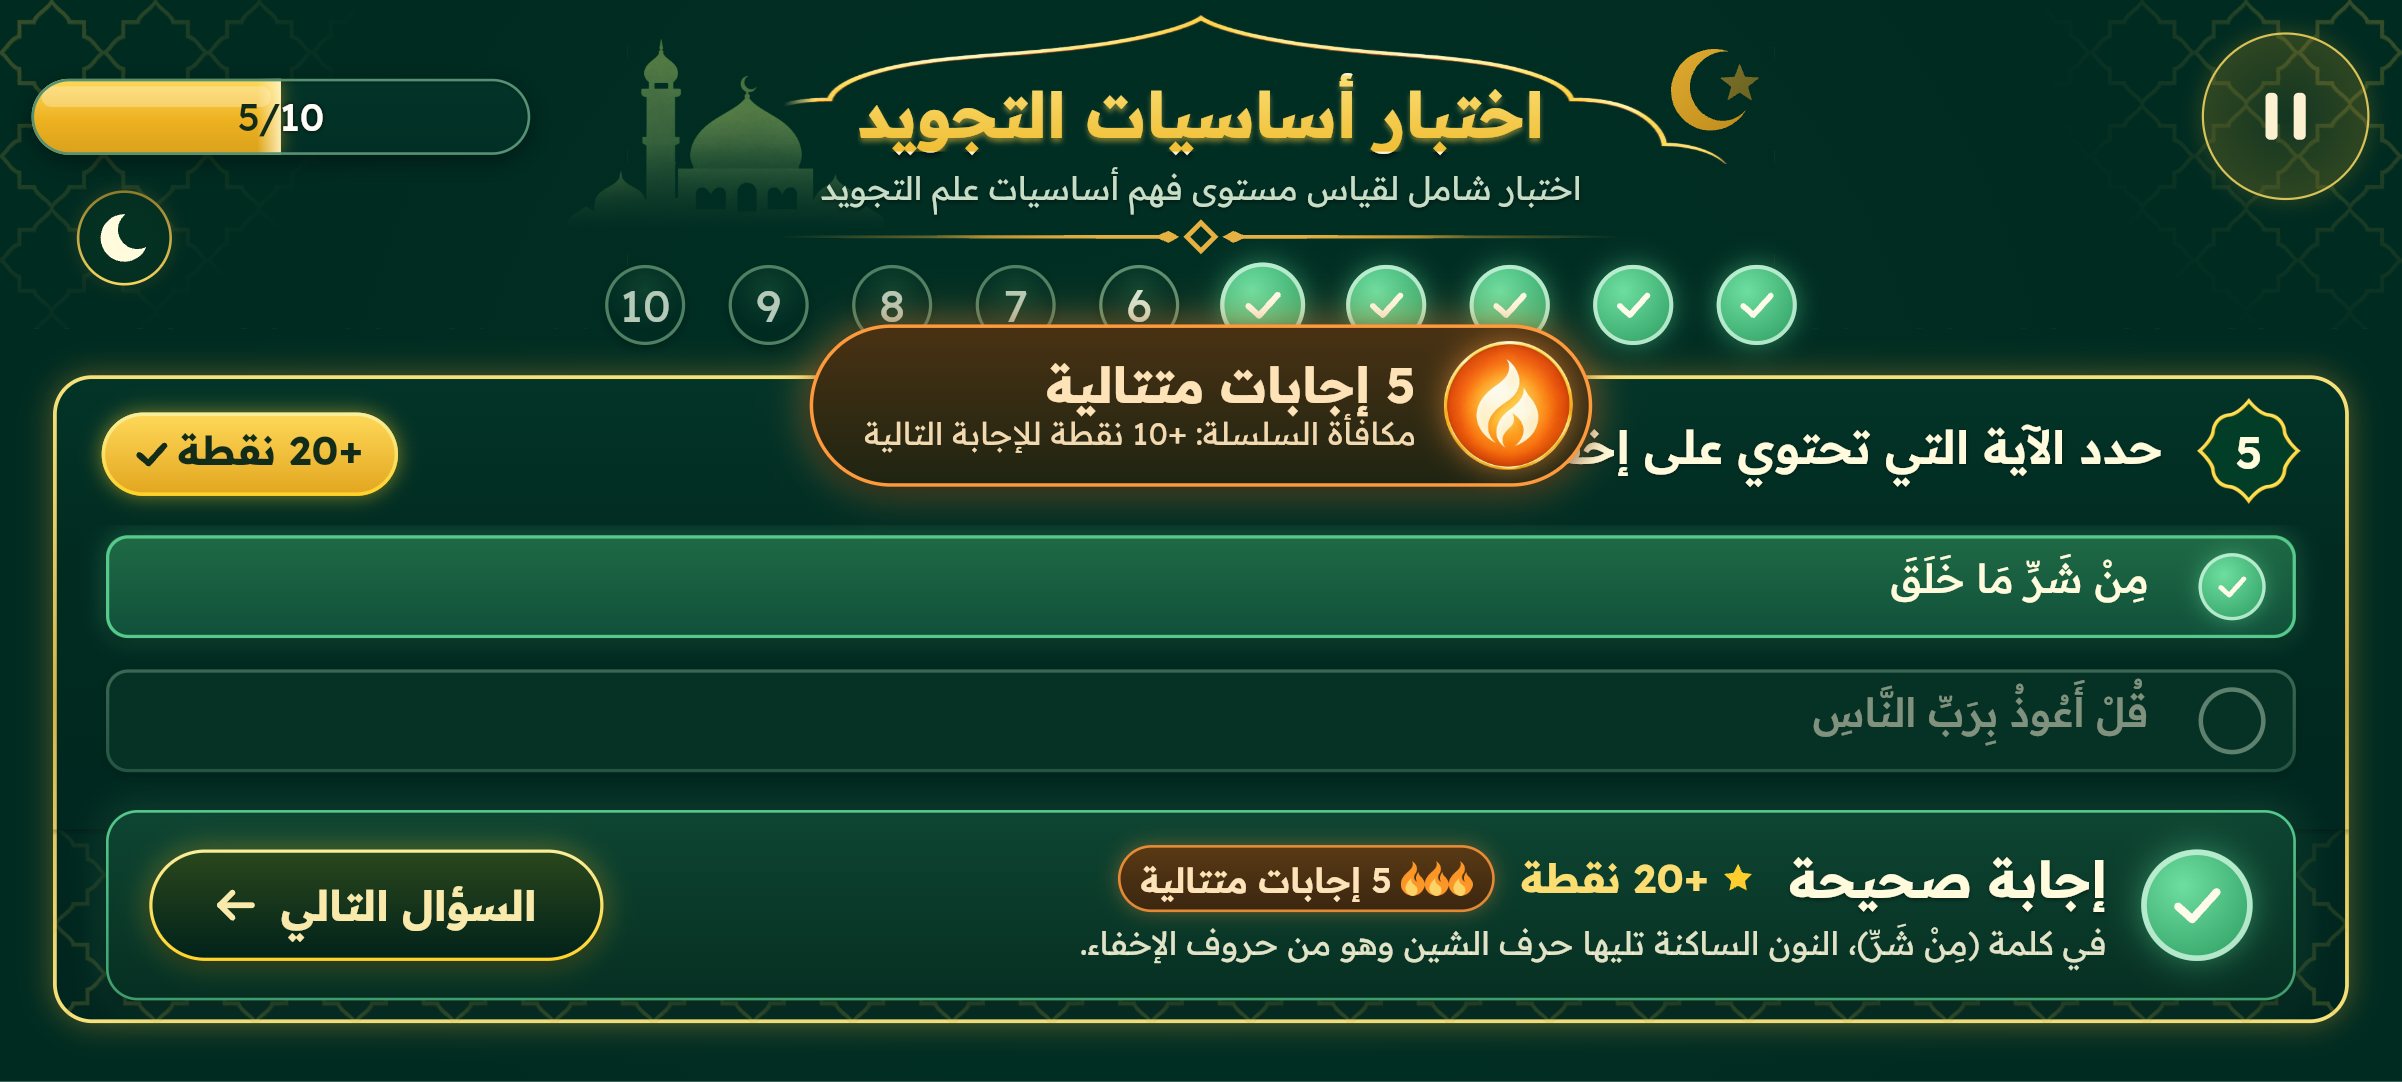 5/10
اختبار أساسيات التجويد
اختبار شامل لقياس مستوى فهم أساسيات علم التجويد
6 7 8 9 10
5 إجابات متتالية
مكافأة السلسلة: +10 نقطة للإجابة التالية
5 حدد الآية التي تحتوي على
+20 نقطة
مِنْ شَرِّ مَا خَلَقَ
قُلْ أَعُوذُ بِرَبِّ النَّاسِ
إجابة صحيحة +20 نقطة 5 إجابات متتالية
في كلمة (مِنْ شَرِّ)، النون الساكنة تليها حرف الشين وهو من حروف الإخفاء.
السؤال التالي